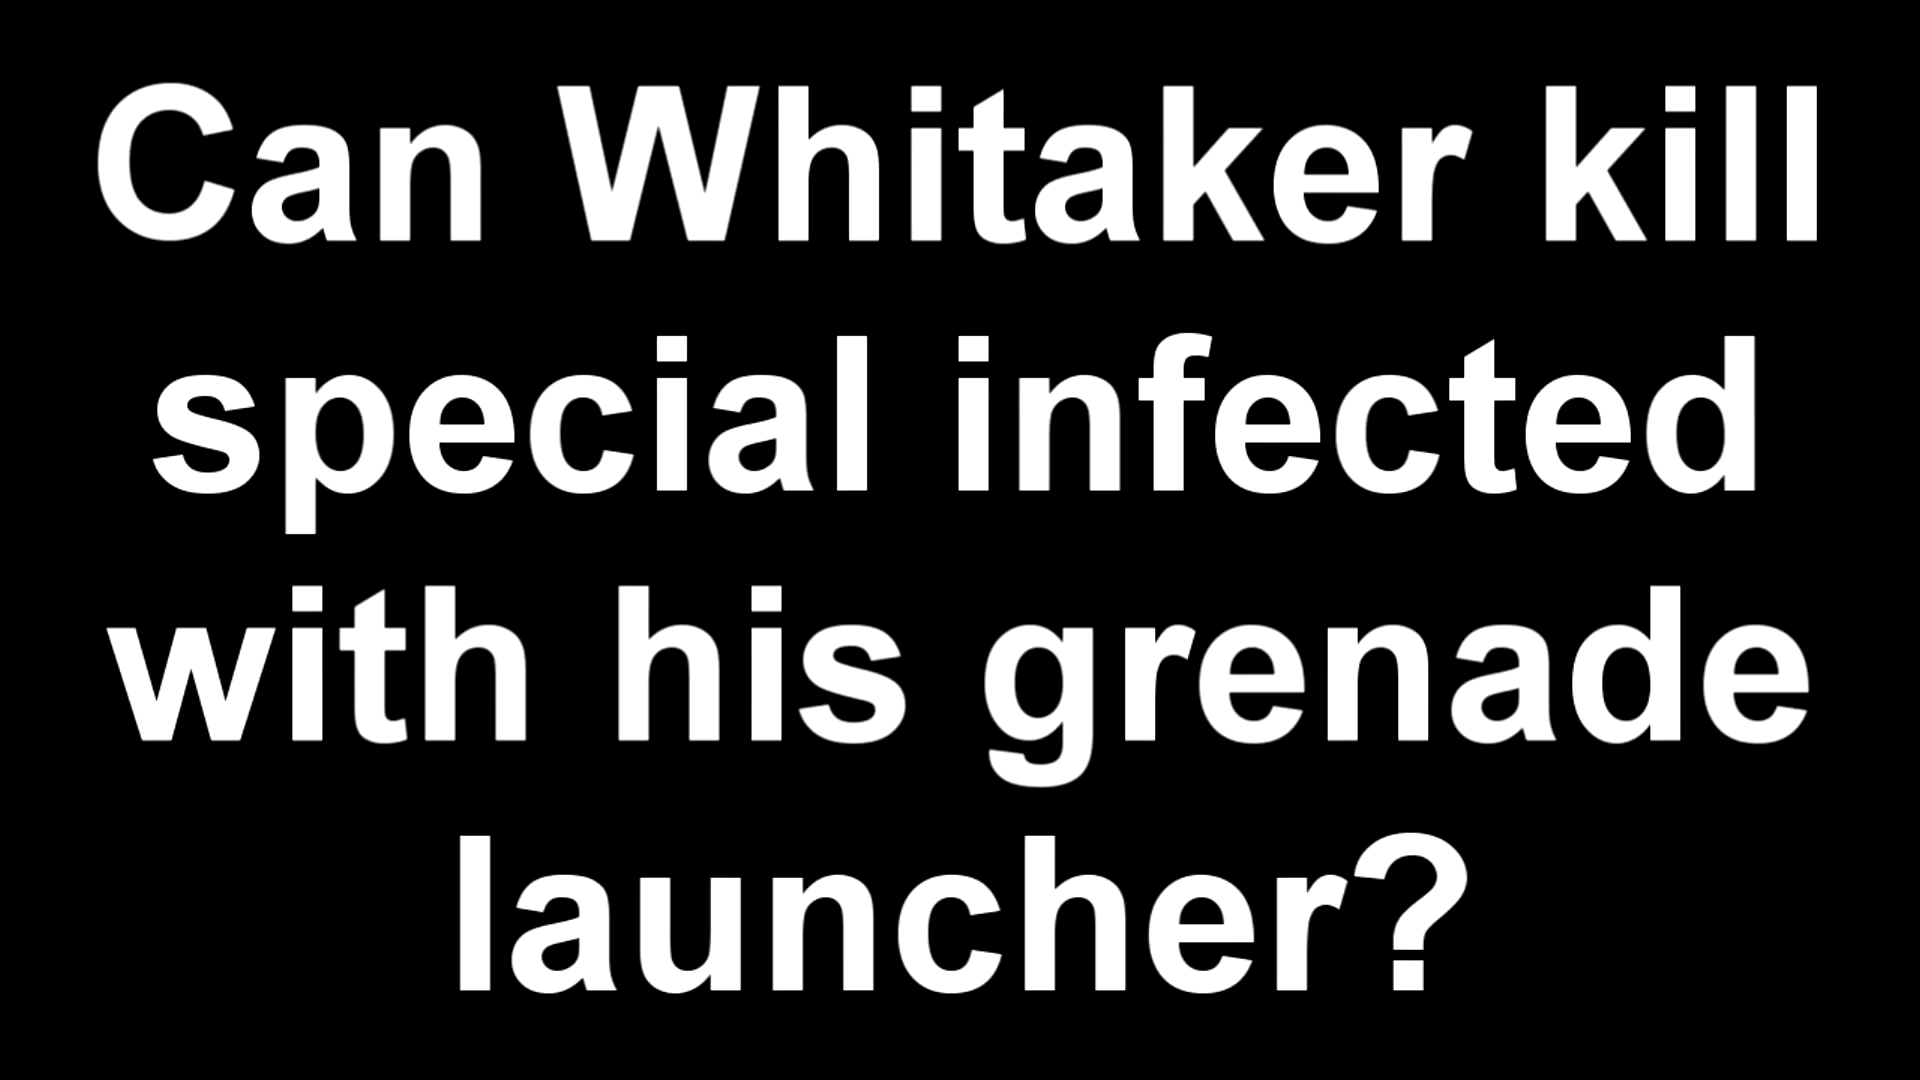 Can Whitaker kill
special infected
with his grenade
launcher?